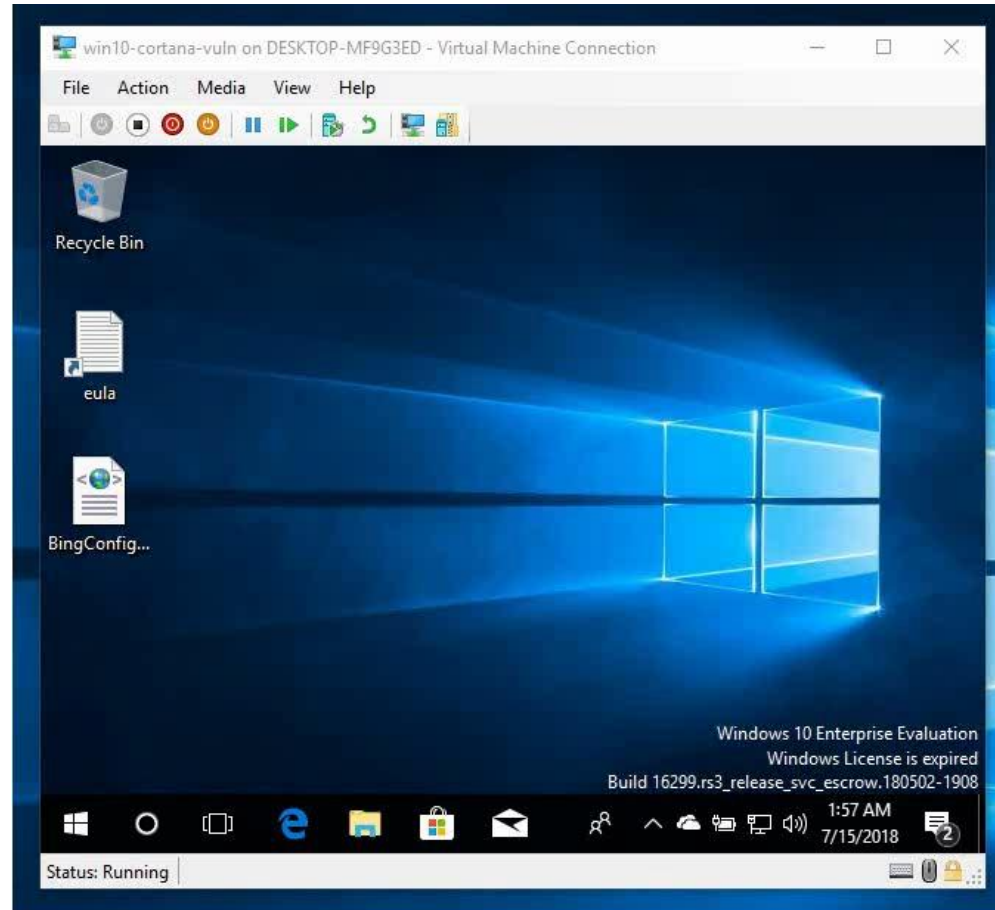 win10-cortana-vuln on DESKTOP-MF9G3ED - Virtual Machine Connection
File Action Media View Help
Recycle Bin
eula
BingConfig...
Windows 10 Enterprise Evaluation
Windows License is expired
Build 16299.rs3_release_svc_escrow.180502-1908
1:57 AM
7/15/2018
2
Status: Running